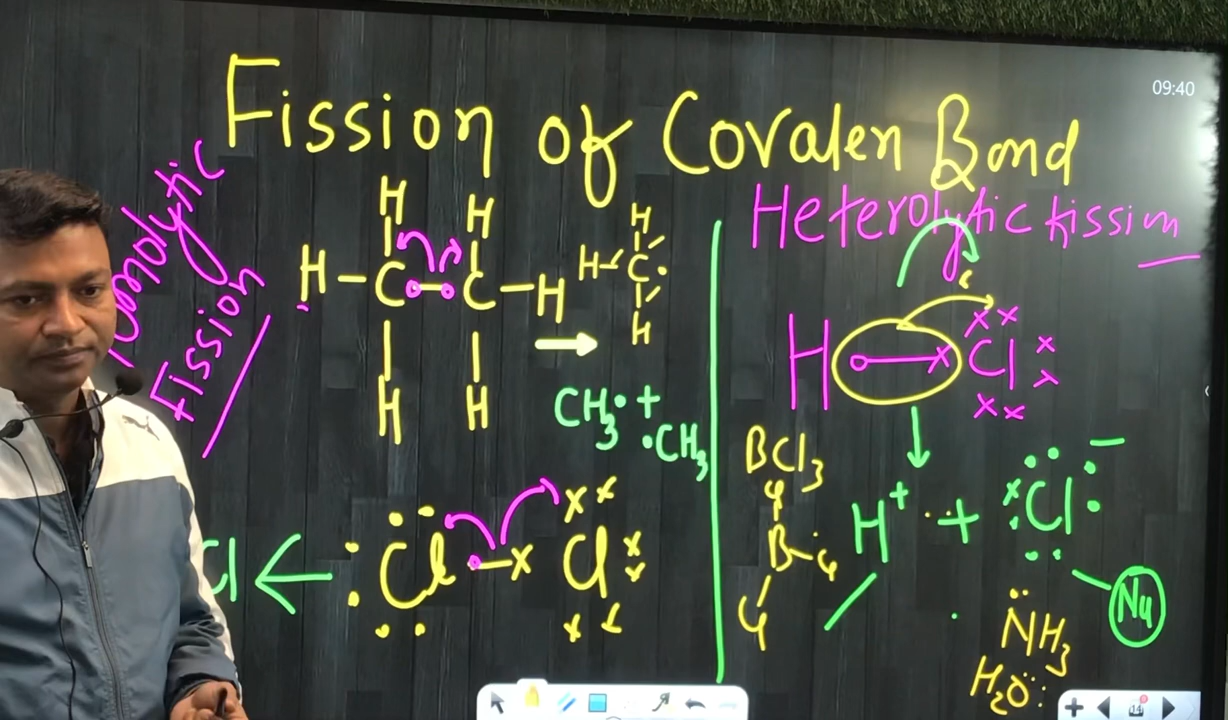 09:40
Fission of Covalen Bond
Homolytic
Fission
Heterolytic fission
H H
H-C-C-H
H H
H
H-C·
H
CH₃• + •CH₃
Cl ← Cl — x Cl
H — x Cl
H⁺ + Cl⁻
Nu
BCl₃
NH₃
H₂O
14